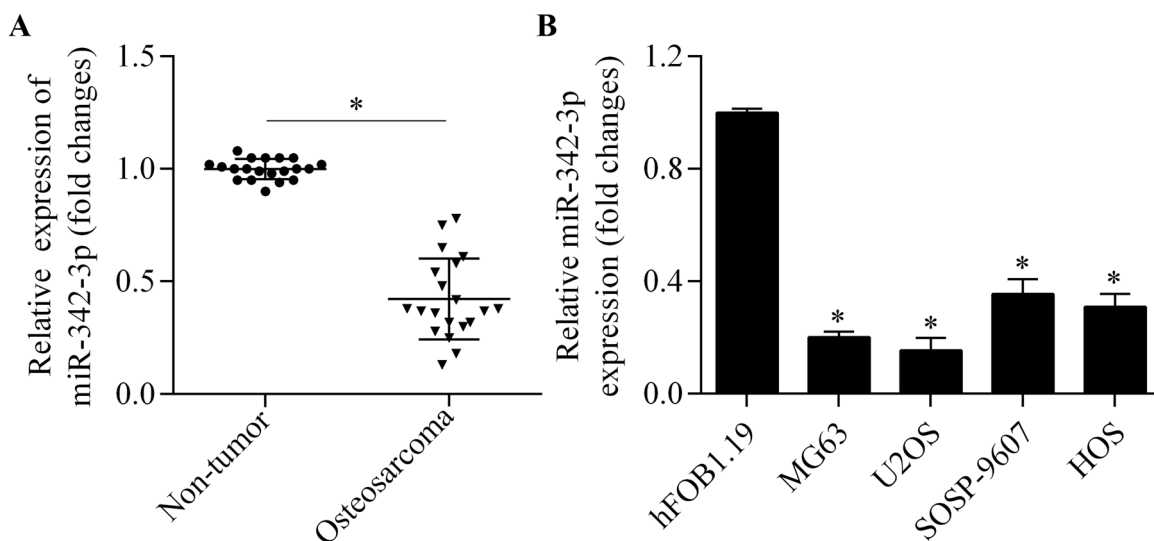 A
Relative expression of
miR-342-3p (fold changes)
1.5
1.0
0.5
0.0
*
Non-tumor
Osteosarcoma
B
Relative miR-342-3p
expression (fold changes)
1.2
0.8
0.4
0.0
*
*
*
*
hFOB1.19
MG63
U2OS
SOSP-9607
HOS